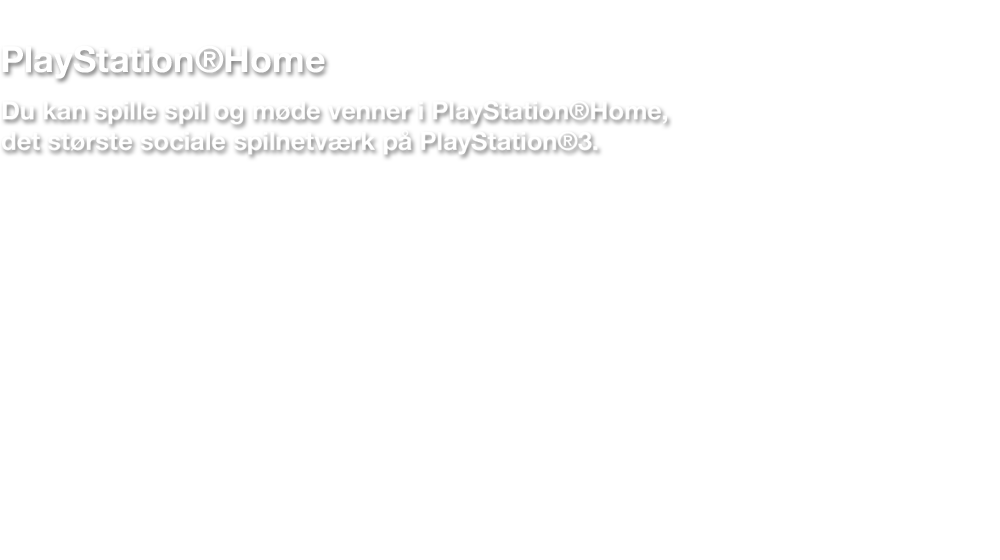 PlayStation®Home
Du kan spille spil og møde venner i PlayStation®Home,
det største sociale spilnetværk på PlayStation®3.